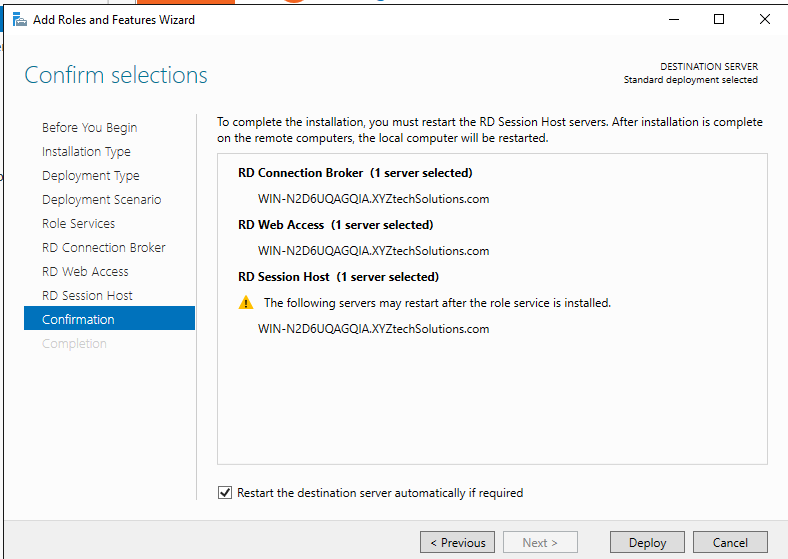 Add Roles and Features Wizard
Confirm selections
DESTINATION SERVER
Standard deployment selected
Before You Begin
Installation Type
Deployment Type
Deployment Scenario
Role Services
RD Connection Broker
RD Web Access
RD Session Host
Confirmation
Completion
To complete the installation, you must restart the RD Session Host servers. After installation is complete
on the remote computers, the local computer will be restarted.
RD Connection Broker (1 server selected)
WIN-N2D6UQAGQIA.XYZtechSolutions.com
RD Web Access (1 server selected)
WIN-N2D6UQAGQIA.XYZtechSolutions.com
RD Session Host (1 server selected)
The following servers may restart after the role service is installed.
WIN-N2D6UQAGQIA.XYZtechSolutions.com
Restart the destination server automatically if required
< Previous
Next >
Deploy
Cancel